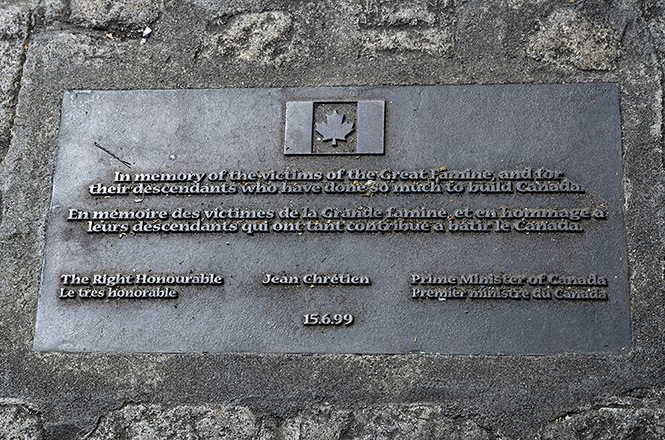 In memory of the victims of the Great Famine, and for
their descendants who have done so much to build Canada.
En mémoire des victimes de la Grande famine, et en hommage à
leurs descendants qui ont tant contribué à bâtir le Canada.
The Right Honourable Jean Chrétien Prime Minister of Canada
Le très honorable Premier ministre du Canada
15.6.99